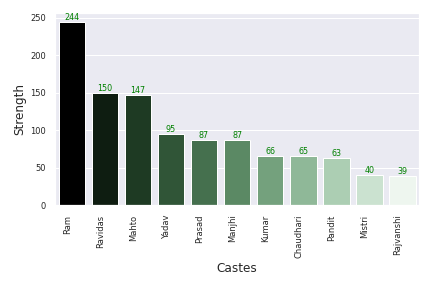 250
200
150
100
50
0
Strength
244
150
147
95
87
87
66
65
63
40
39
Ram
Ravidas
Mahto
Yadav
Prasad
Manjhi
Kumar
Chaudhari
Pandit
Mistri
Rajvanshi
Castes